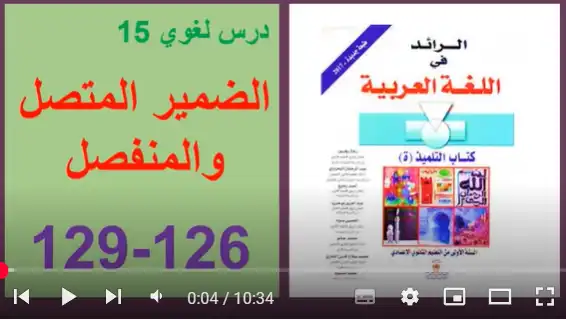 درس لغوي 15
الضمير المتصل
والمنفصل
129-126
طبعة جديدة - 2017
الرائد
في
اللغة العربية
كتاب التلميذ (ة)
السنة الأولى من التعليم الثانوي الإعدادي
0:04 / 10:34